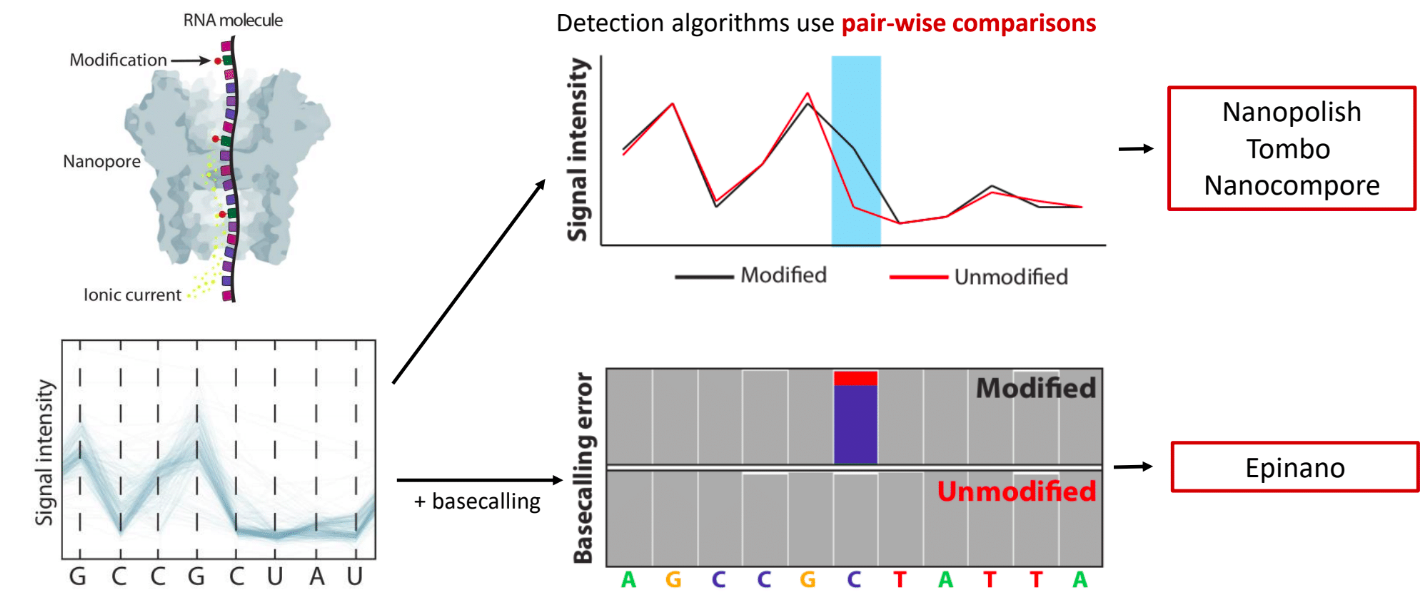 RNA molecule
Modification
Nanopore
Ionic current
Signal intensity
G C C G C U A U
+ basecalling
Detection algorithms use pair-wise comparisons
Signal intensity
Modified
Unmodified
Nanopolish
Tombo
Nanocompore
Basecalling error
Modified
Unmodified
A G C C G C T A T T A
Epinano